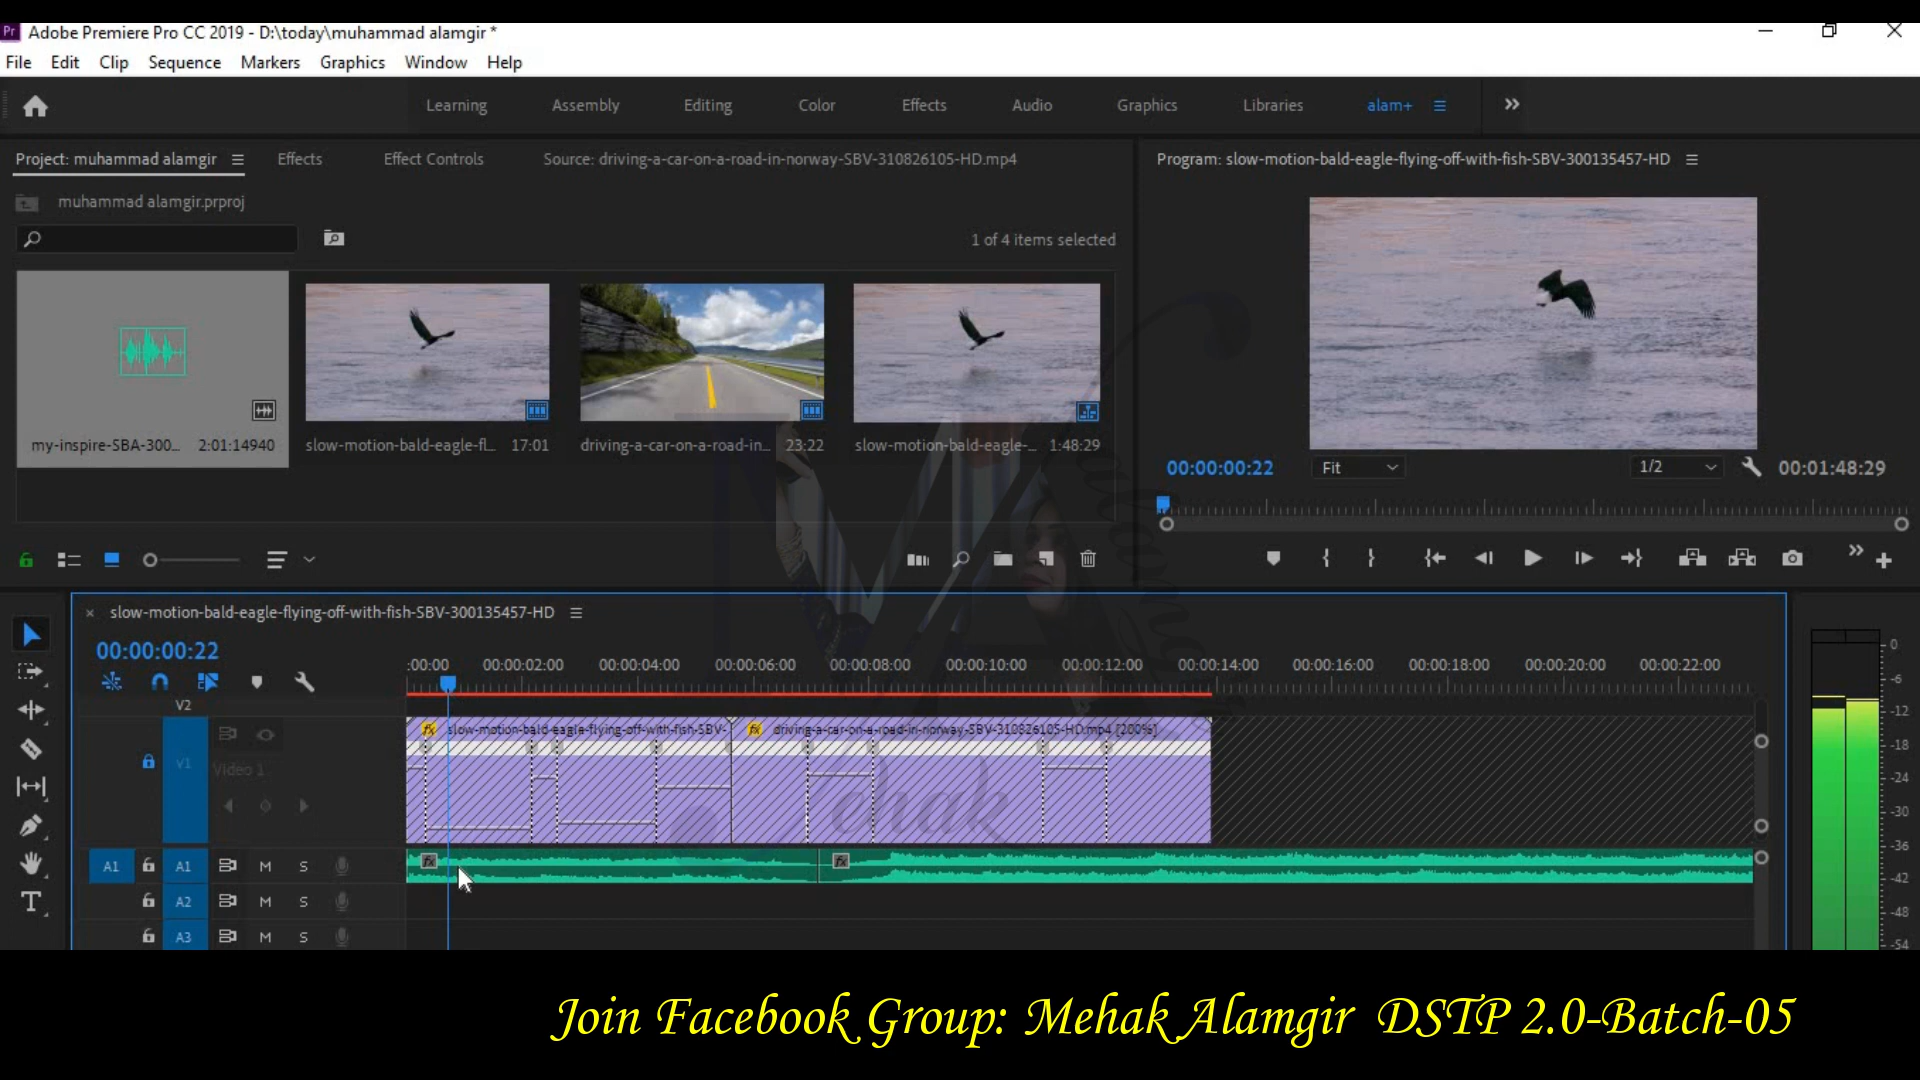 Pr Adobe Premiere Pro CC 2019 - D:\today\muhammad alamgir *
File Edit Clip Sequence Markers Graphics Window Help
Learning Assembly Editing Color Effects Audio Graphics Libraries alam+
Project: muhammad alamgir Effects Effect Controls Source: driving-a-car-on-a-road-in-norway-SBV-310826105-HD.mp4
Program: slow-motion-bald-eagle-flying-off-with-fish-SBV-300135457-HD
muhammad alamgir.prproj
1 of 4 items selected
my-inspire-SBA-300... 2:01:14940
slow-motion-bald-eagle-fl... 17:01
driving-a-car-on-a-road-in... 23:22
slow-motion-bald-eagle-... 1:48:29
00:00:00:22 Fit 1/2 00:01:48:29
slow-motion-bald-eagle-flying-off-with-fish-SBV-300135457-HD
00:00:00:22
:00:00 00:00:02:00 00:00:04:00 00:00:06:00 00:00:08:00 00:00:10:00 00:00:12:00 00:00:14:00 00:00:16:00 00:00:18:00 00:00:20:00 00:00:22:00
V2
fx slow-motion-bald-eagle-flying-off-with-fish-SBV- fx driving-a-car-on-a-road-in-norway-SBV-310826105-HD.mp4 [200%]
V1 Video 1
A1 A1 M S fx fx
A2 M S
A3 M S
0
-6
-12
-18
-24
-30
-36
-42
-48
-54
Mehak
Alamgir
Join Facebook Group: Mehak Alamgir DSTP 2.0-Batch-05